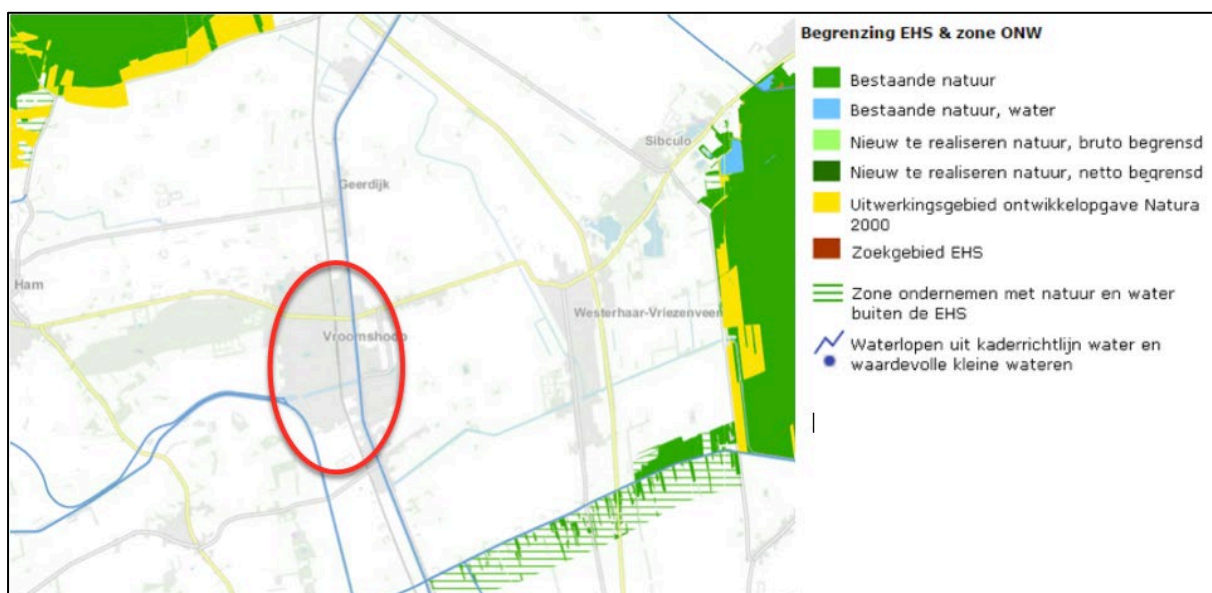 Begrenzing EHS & zone ONW
Bestaande natuur
Bestaande natuur, water
Nieuw te realiseren natuur, bruto begrensd
Nieuw te realiseren natuur, netto begrensd
Uitwerkingsgebied ontwikkelopgave Natura
2000
Zoekgebied EHS
Zone ondernemen met natuur en water
buiten de EHS
Waterlopen uit kaderrichtlijn water en
waardevolle kleine wateren
Sibculo
Geerdijk
Ham
Westerhaar-Vriezenveen
Vroomshoop